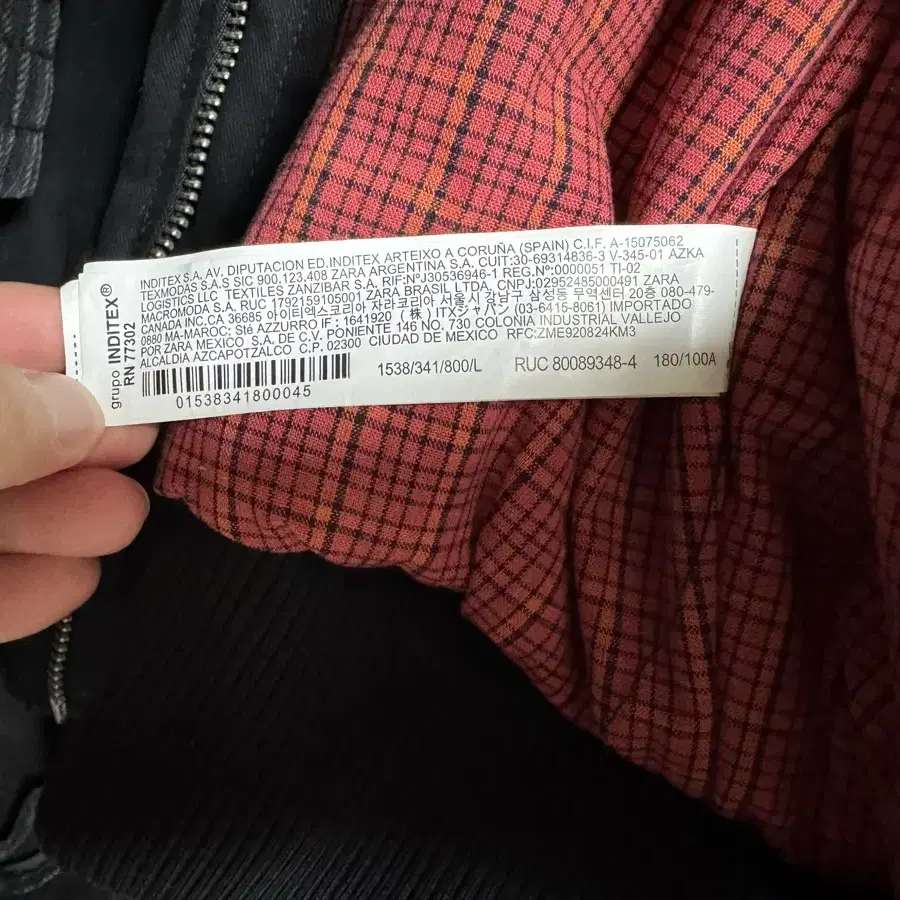 grupo INDITEX®
RN 77302
INDITEX S.A. AV. DIPUTACION ED.INDITEX ARTEIXO A CORUÑA (SPAIN) C.I.F. A-15075062
TEXMODAS S.A.S SIC 900.123.408 ZARA ARGENTINA S.A. CUIT:30-69314836-3 V-345-01 AZKA
LOGISTICS LLC TEXTILES ZANZIBAR S.A. RIF:NºJ30536946-1 REG.Nº:0000051 TI-02
MACROMODA S.A. RUC 1792159105001 ZARA BRASIL LTDA, CNPJ:02952485000491 ZARA
CANADA INC.CA. 36685 아이티엑스코리아 자라코리아 서울시 강남구 삼성동 무역센터 20층 080-479-
0880 MA-MAROC: Sté AZZURRO IF : 1641920 (株) ITXジャパン (03-6415-8061) IMPORTADO
POR ZARA MEXICO S.A. DE C.V. PONIENTE 146 NO. 730 COLONIA INDUSTRIAL VALLEJO
ALCALDIA AZCAPOTZALCO C.P. 02300 CIUDAD DE MEXICO RFC:ZME920824KM3
1538/341/800/L RUC 80089348-4 180/100A
01538341800045